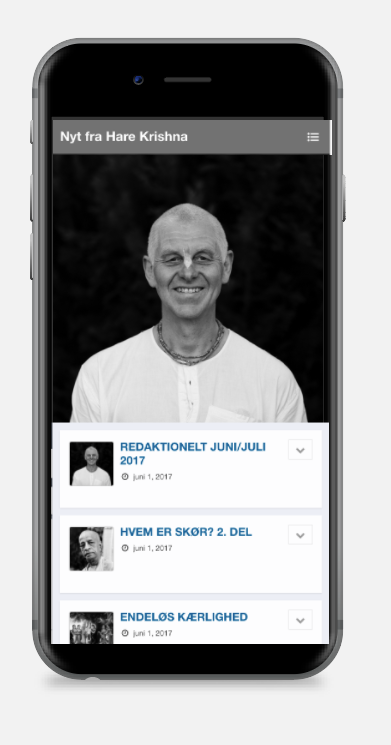 Nyt fra Hare Krishna
REDAKTIONELT JUNI/JULI
2017
juni 1, 2017
HVEM ER SKØR? 2. DEL
juni 1, 2017
ENDELØS KÆRLIGHED
juni 1, 2017